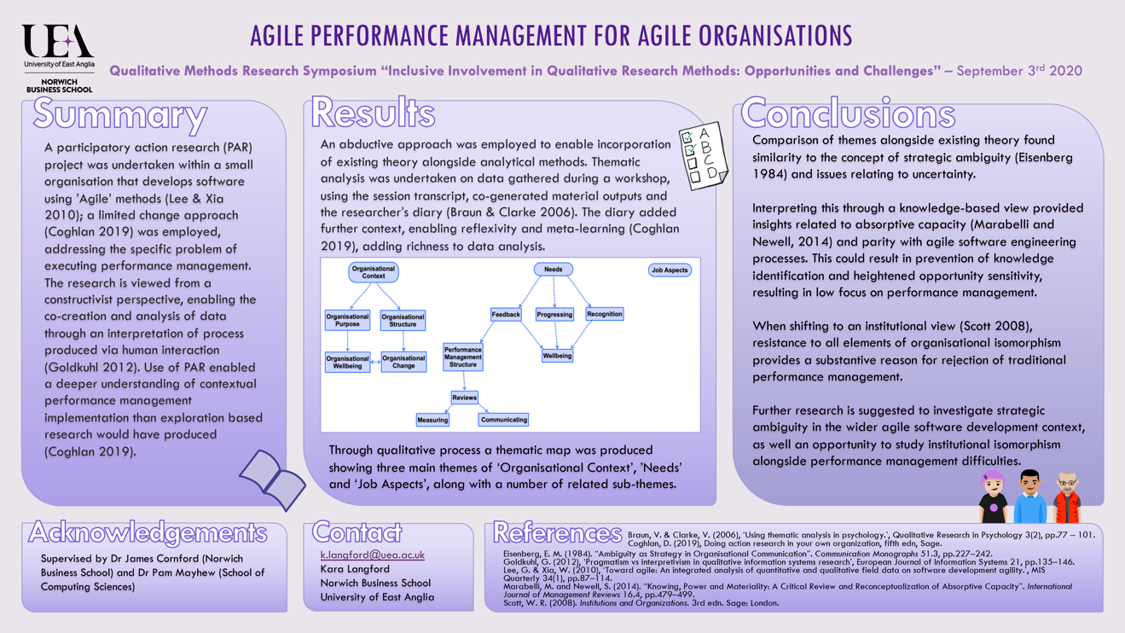 UEA
University of East Anglia
NORWICH
BUSINESS SCHOOL
AGILE PERFORMANCE MANAGEMENT FOR AGILE ORGANISATIONS
Qualitative Methods Research Symposium “Inclusive Involvement in Qualitative Research Methods: Opportunities and Challenges” – September 3rd 2020
Summary
A participatory action research (PAR)
project was undertaken within a small
organisation that develops software
using 'Agile' methods (Lee & Xia
2010); a limited change approach
(Coghlan 2019) was employed,
addressing the specific problem of
executing performance management.
The research is viewed from a
constructivist perspective, enabling the
co-creation and analysis of data
through an interpretation of process
produced via human interaction
(Goldkuhl 2012). Use of PAR enabled
a deeper understanding of contextual
performance management
implementation than exploration based
research would have produced
(Coghlan 2019).
Results
An abductive approach was employed to enable incorporation
of existing theory alongside analytical methods. Thematic
analysis was undertaken on data gathered during a workshop,
using the session transcript, co-generated material outputs and
the researcher's diary (Braun & Clarke 2006). The diary added
further context, enabling reflexivity and meta-learning (Coghlan
2019), adding richness to data analysis.
A
B
C
D
Organisational
Context
Needs
Job Aspects
Organisational
Purpose
Organisational
Structure
Feedback
Progressing
Recognition
Organisational
Wellbeing
Organisational
Change
Performance
Management
Structure
Wellbeing
Reviews
Measuring
Communicating
Through qualitative process a thematic map was produced
showing three main themes of 'Organisational Context', 'Needs'
and 'Job Aspects', along with a number of related sub-themes.
Conclusions
Comparison of themes alongside existing theory found
similarity to the concept of strategic ambiguity (Eisenberg
1984) and issues relating to uncertainty.
Interpreting this through a knowledge-based view provided
insights related to absorptive capacity (Marabelli and
Newell, 2014) and parity with agile software engineering
processes. This could result in prevention of knowledge
identification and heightened opportunity sensitivity,
resulting in low focus on performance management.
When shifting to an institutional view (Scott 2008),
resistance to all elements of organisational isomorphism
provides a substantive reason for rejection of traditional
performance management.
Further research is suggested to investigate strategic
ambiguity in the wider agile software development context,
as well an opportunity to study institutional isomorphism
alongside performance management difficulties.
Acknowledgements
Supervised by Dr James Cornford (Norwich
Business School) and Dr Pam Mayhew (School of
Computing Sciences)
Contact
k.langford@uea.ac.uk
Kara Langford
Norwich Business School
University of East Anglia
References
Braun, V. & Clarke, V. (2006), 'Using thematic analysis in psychology.', Qualitative Research in Psychology 3(2), pp.77 – 101.
Coghlan, D. (2019), Doing action research in your own organization, fifth edn, Sage.
Eisenberg, E. M. (1984). "Ambiguity as Strategy in Organisational Communication". Communication Monographs 51.3, pp.227–242.
Goldkuhl, G. (2012), 'Pragmatism vs interpretivism in qualitative information systems research', European Journal of Information Systems 21, pp.135–146.
Lee, G. & Xia, W. (2010), 'Toward agile: An integrated analysis of quantitative and qualitative field data on software development agility.', MIS
Quarterly 34(1), pp.87–114.
Marabelli, M. and Newell, S. (2014). "Knowing, Power and Materiality: A Critical Review and Reconceptualization of Absorptive Capacity". International
Journal of Management Reviews 16.4, pp.479–499.
Scott, W. R. (2008). Institutions and Organizations. 3rd edn. Sage: London.